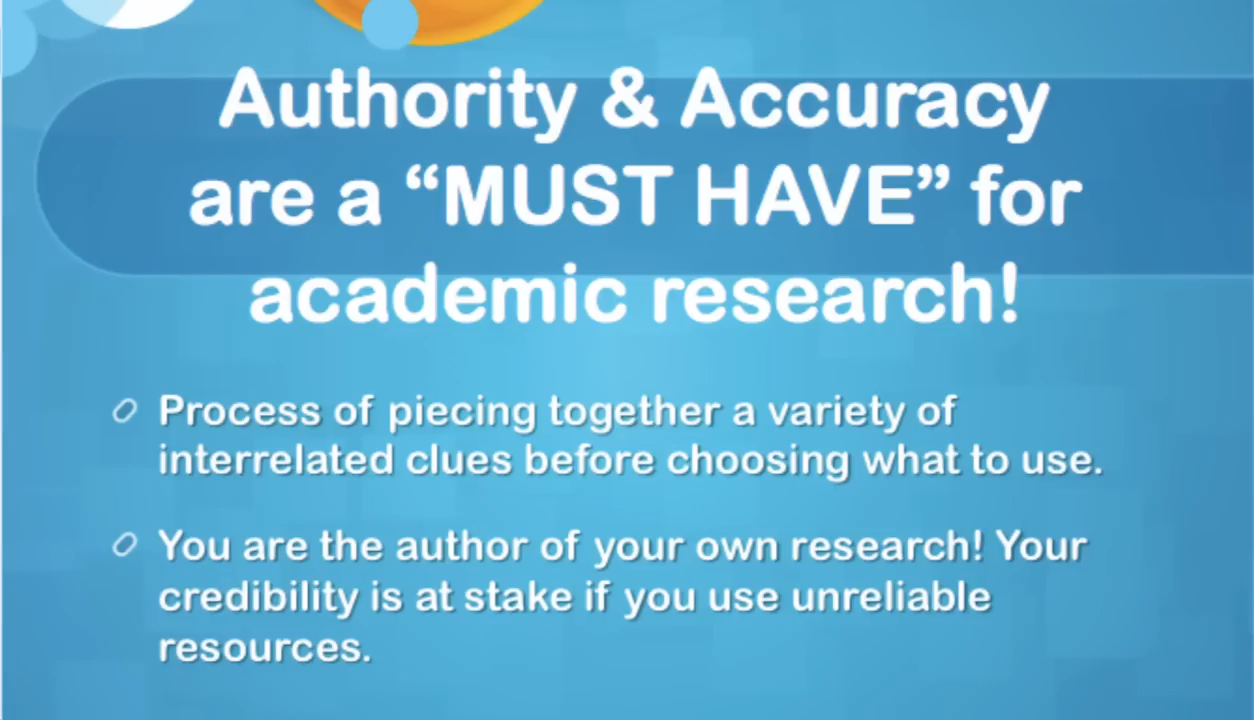 Authority & Accuracy
are a “MUST HAVE” for
academic research!
Process of piecing together a variety of
interrelated clues before choosing what to use.
You are the author of your own research! Your
credibility is at stake if you use unreliable
resources.